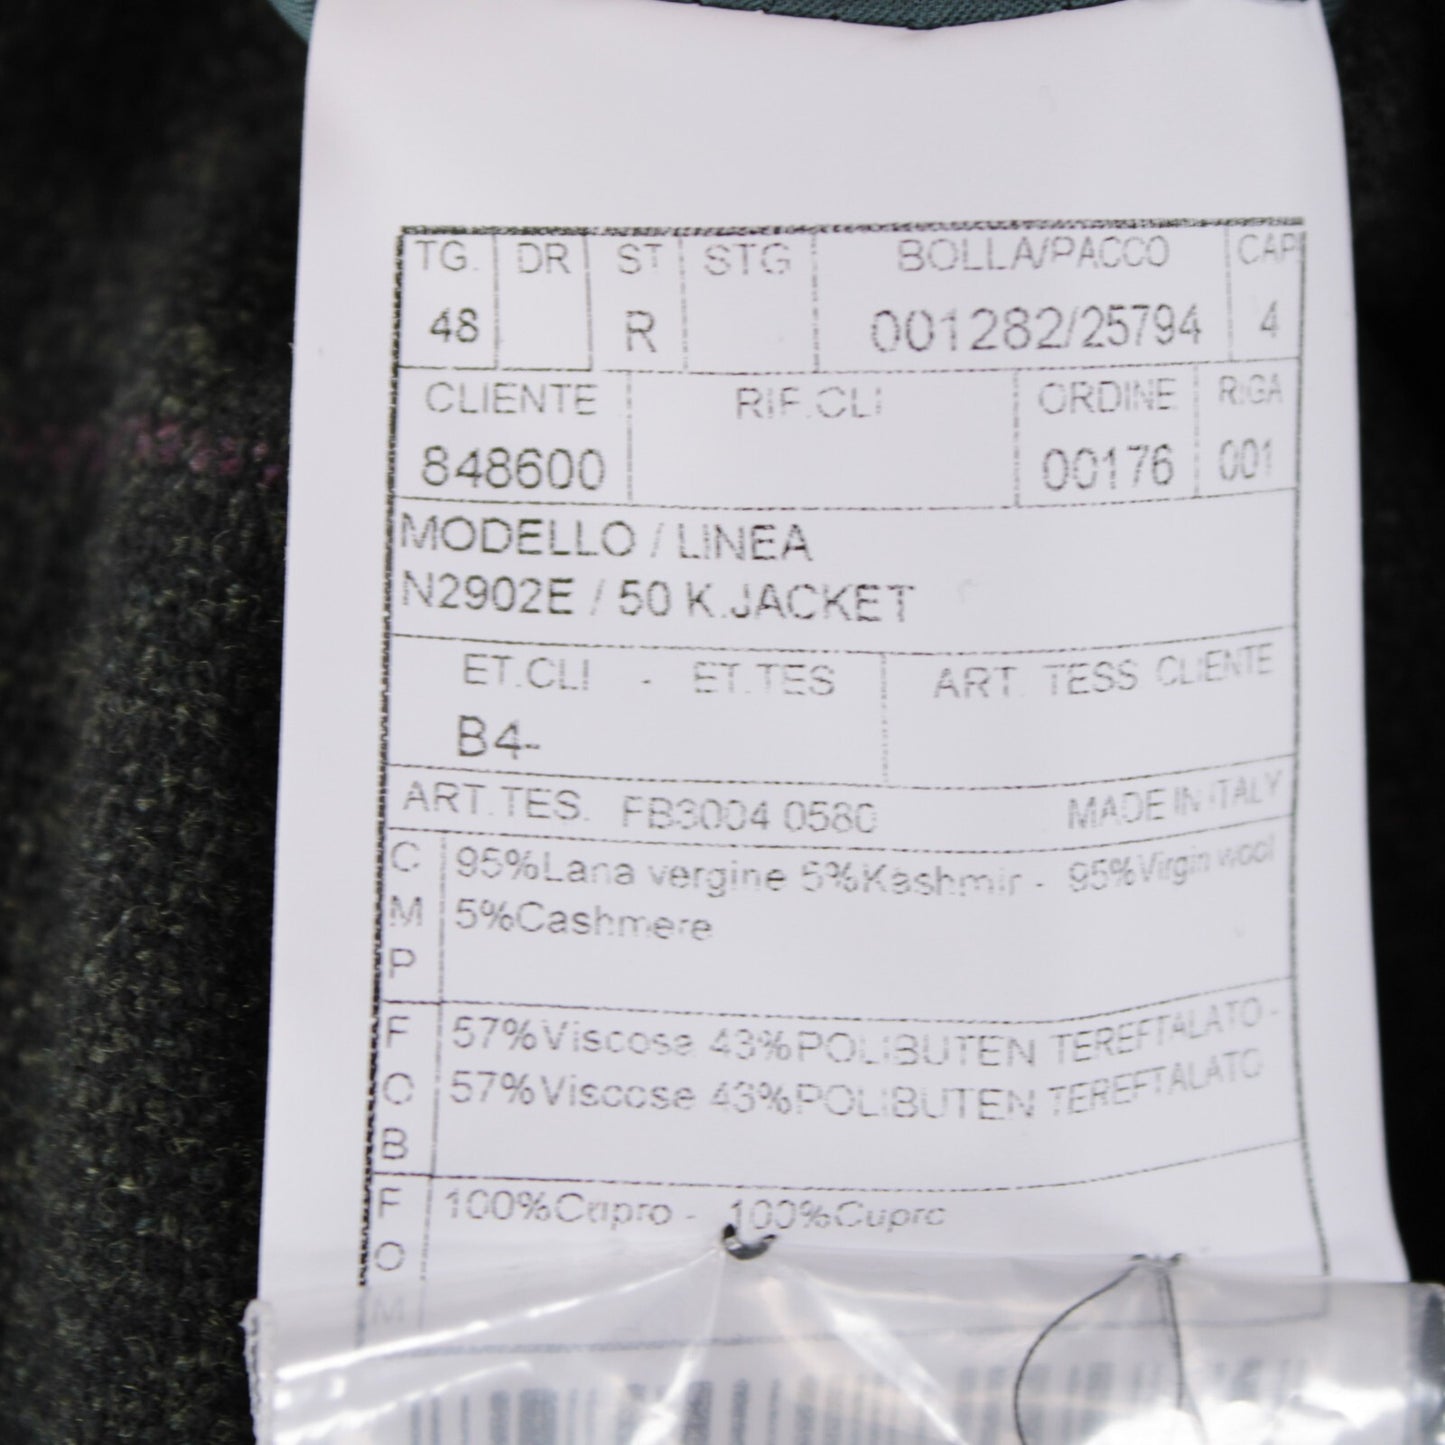 TG. DR ST STG BOLLA/PACCO CAP
48 R 001282/25794 4
CLIENTE RIF.CLI ORDINE RIGA
848600 00176 001
MODELLO / LINEA
N2902E / 50 K.JACKET
ET.CLI - ET.TES ART. TESS CLIENTE
B4-
ART.TES. FB3004 0580 MADE IN ITALY
C 95%Lana vergine 5%Kashmir - 95%Virgin wool
M 5%Cashmere
P
F 57%Viscose 43%POLIBUTEN TEREFTALATO -
O 57%Viscose 43%POLIBUTEN TEREFTALATO
B
F 100%Cupro - 100%Cupro
O
M